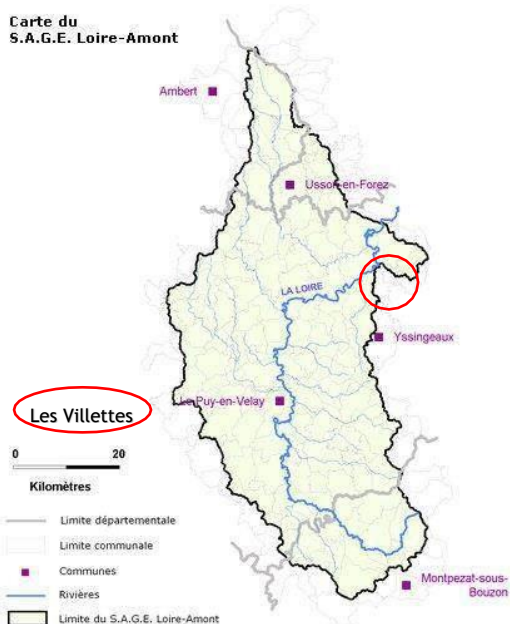 Carte du
S.A.G.E. Loire-Amont
Ambert
Usson-en-Forez
LA LOIRE
Yssingeaux
Le-Puy-en-Velay
Les Villettes
0 20
Kilomètres
Limite départementale
Limite communale
Communes
Rivières
Limite du S.A.G.E. Loire-Amont
Montpezat-sous-
Bouzon